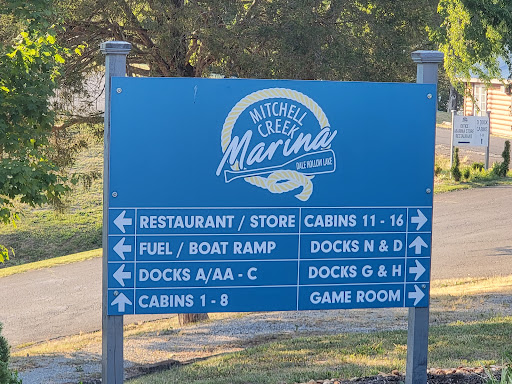 MITCHELL
CREEK
Marina
DALE HOLLOW LAKE
RESTAURANT / STORE
CABINS 11 - 16
FUEL / BOAT RAMP
DOCKS N & D
DOCKS A/AA - C
DOCKS G & H
CABINS 1 - 8
GAME ROOM